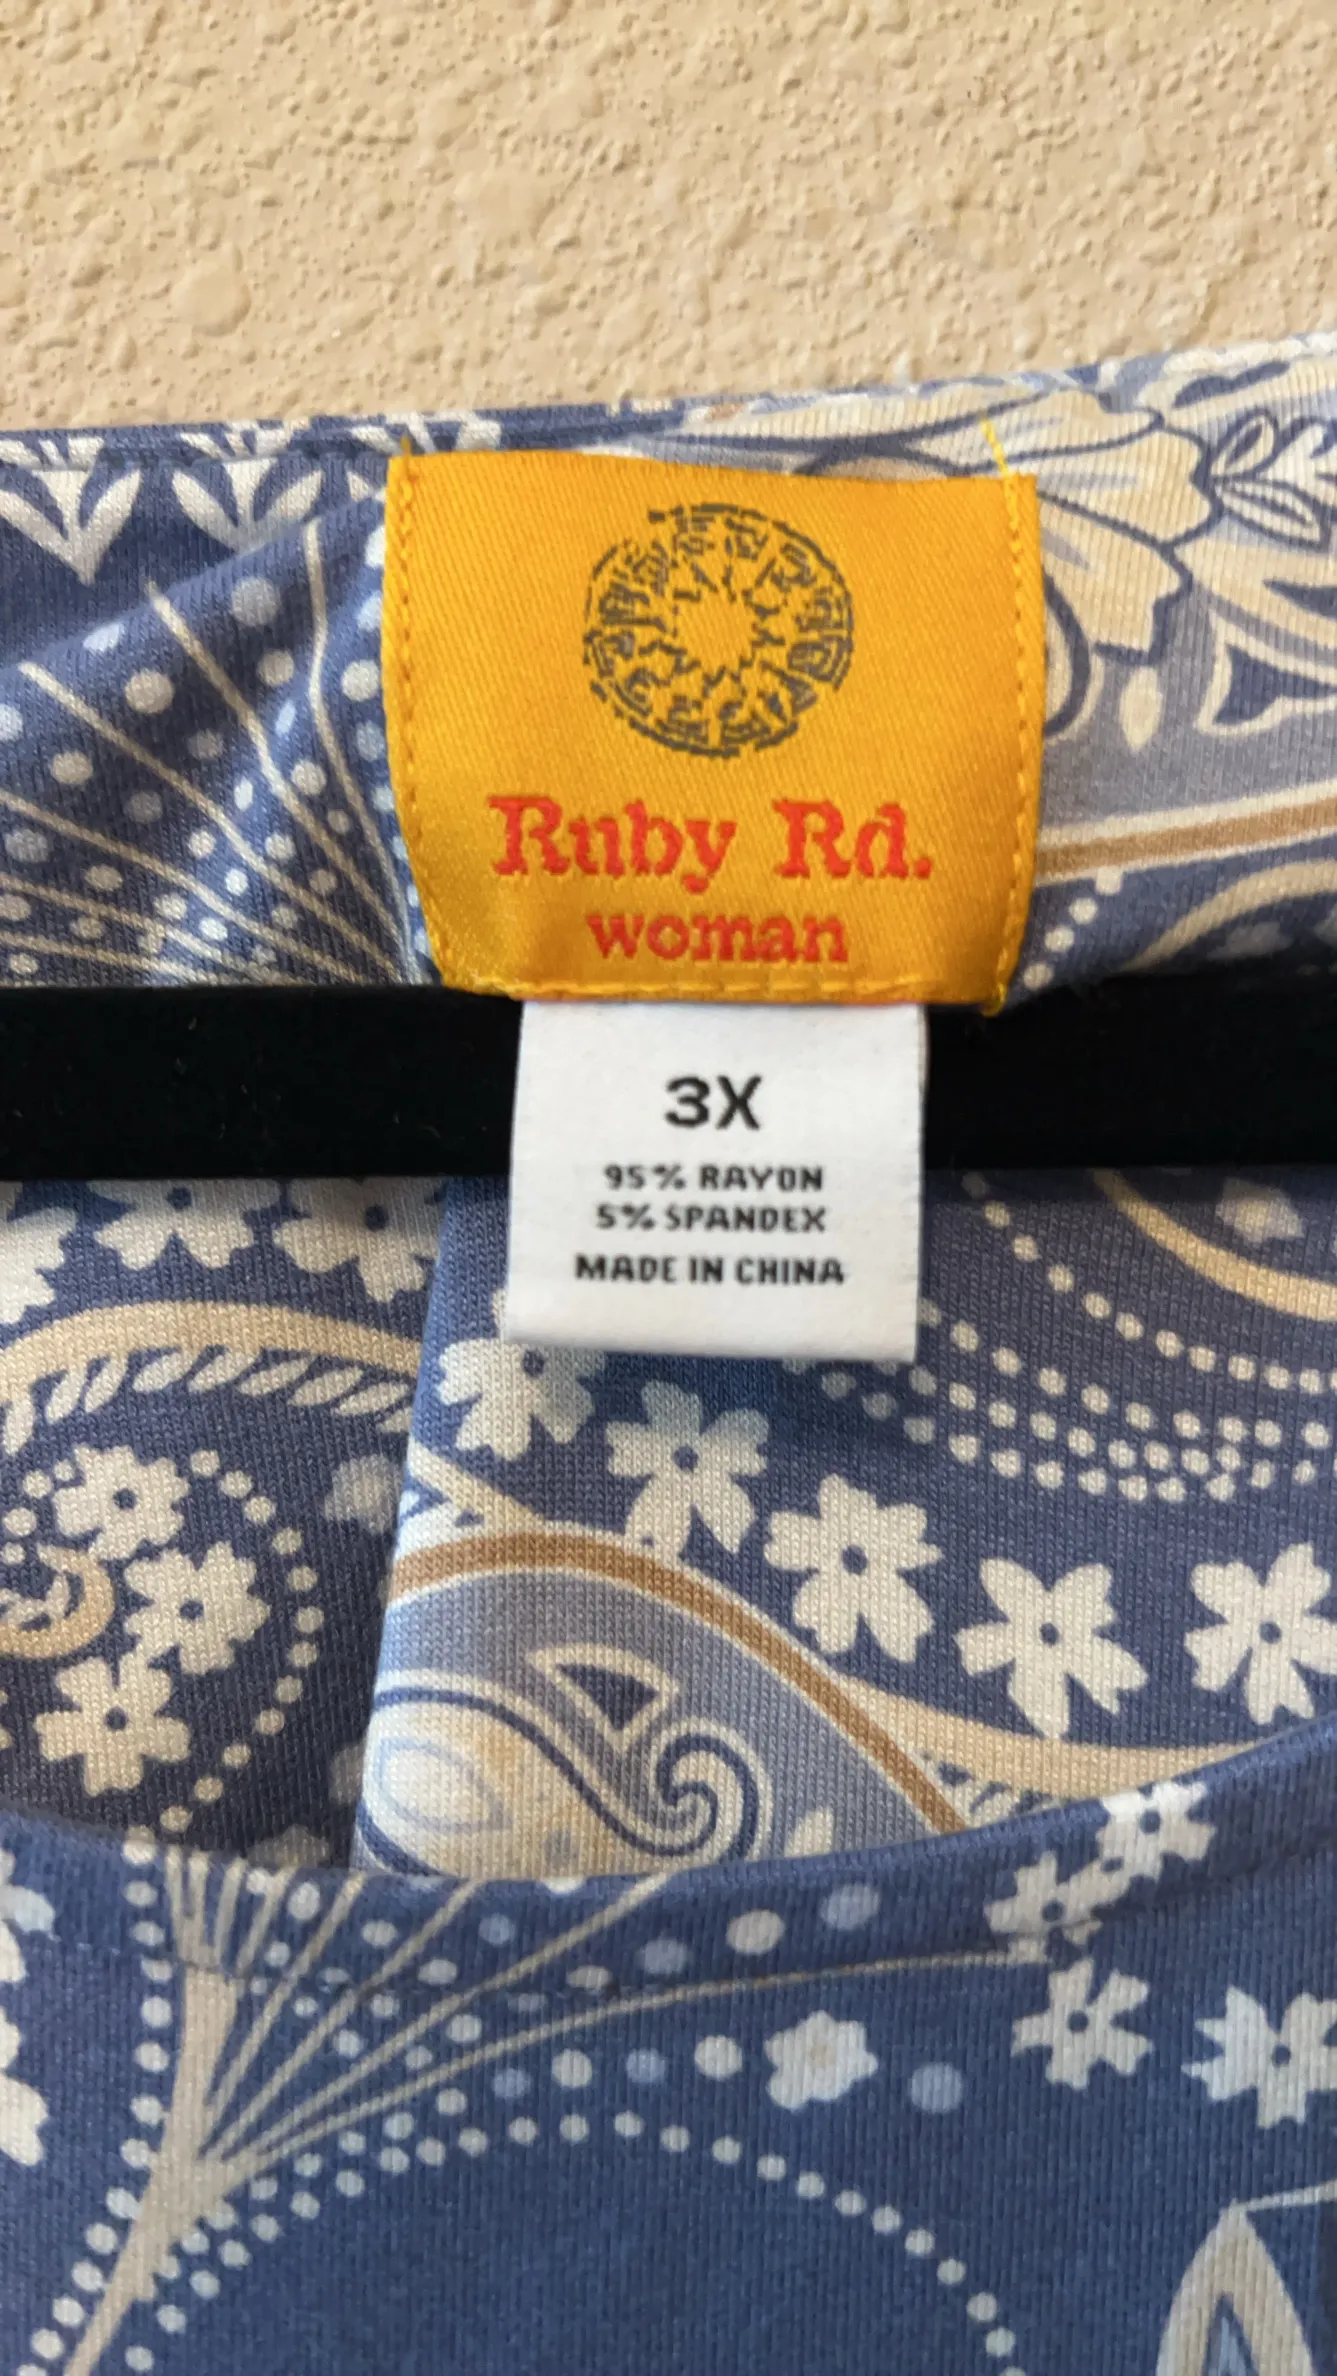 Ruby Rd.
woman
3X
95% RAYON
5% SPANDEX
MADE IN CHINA